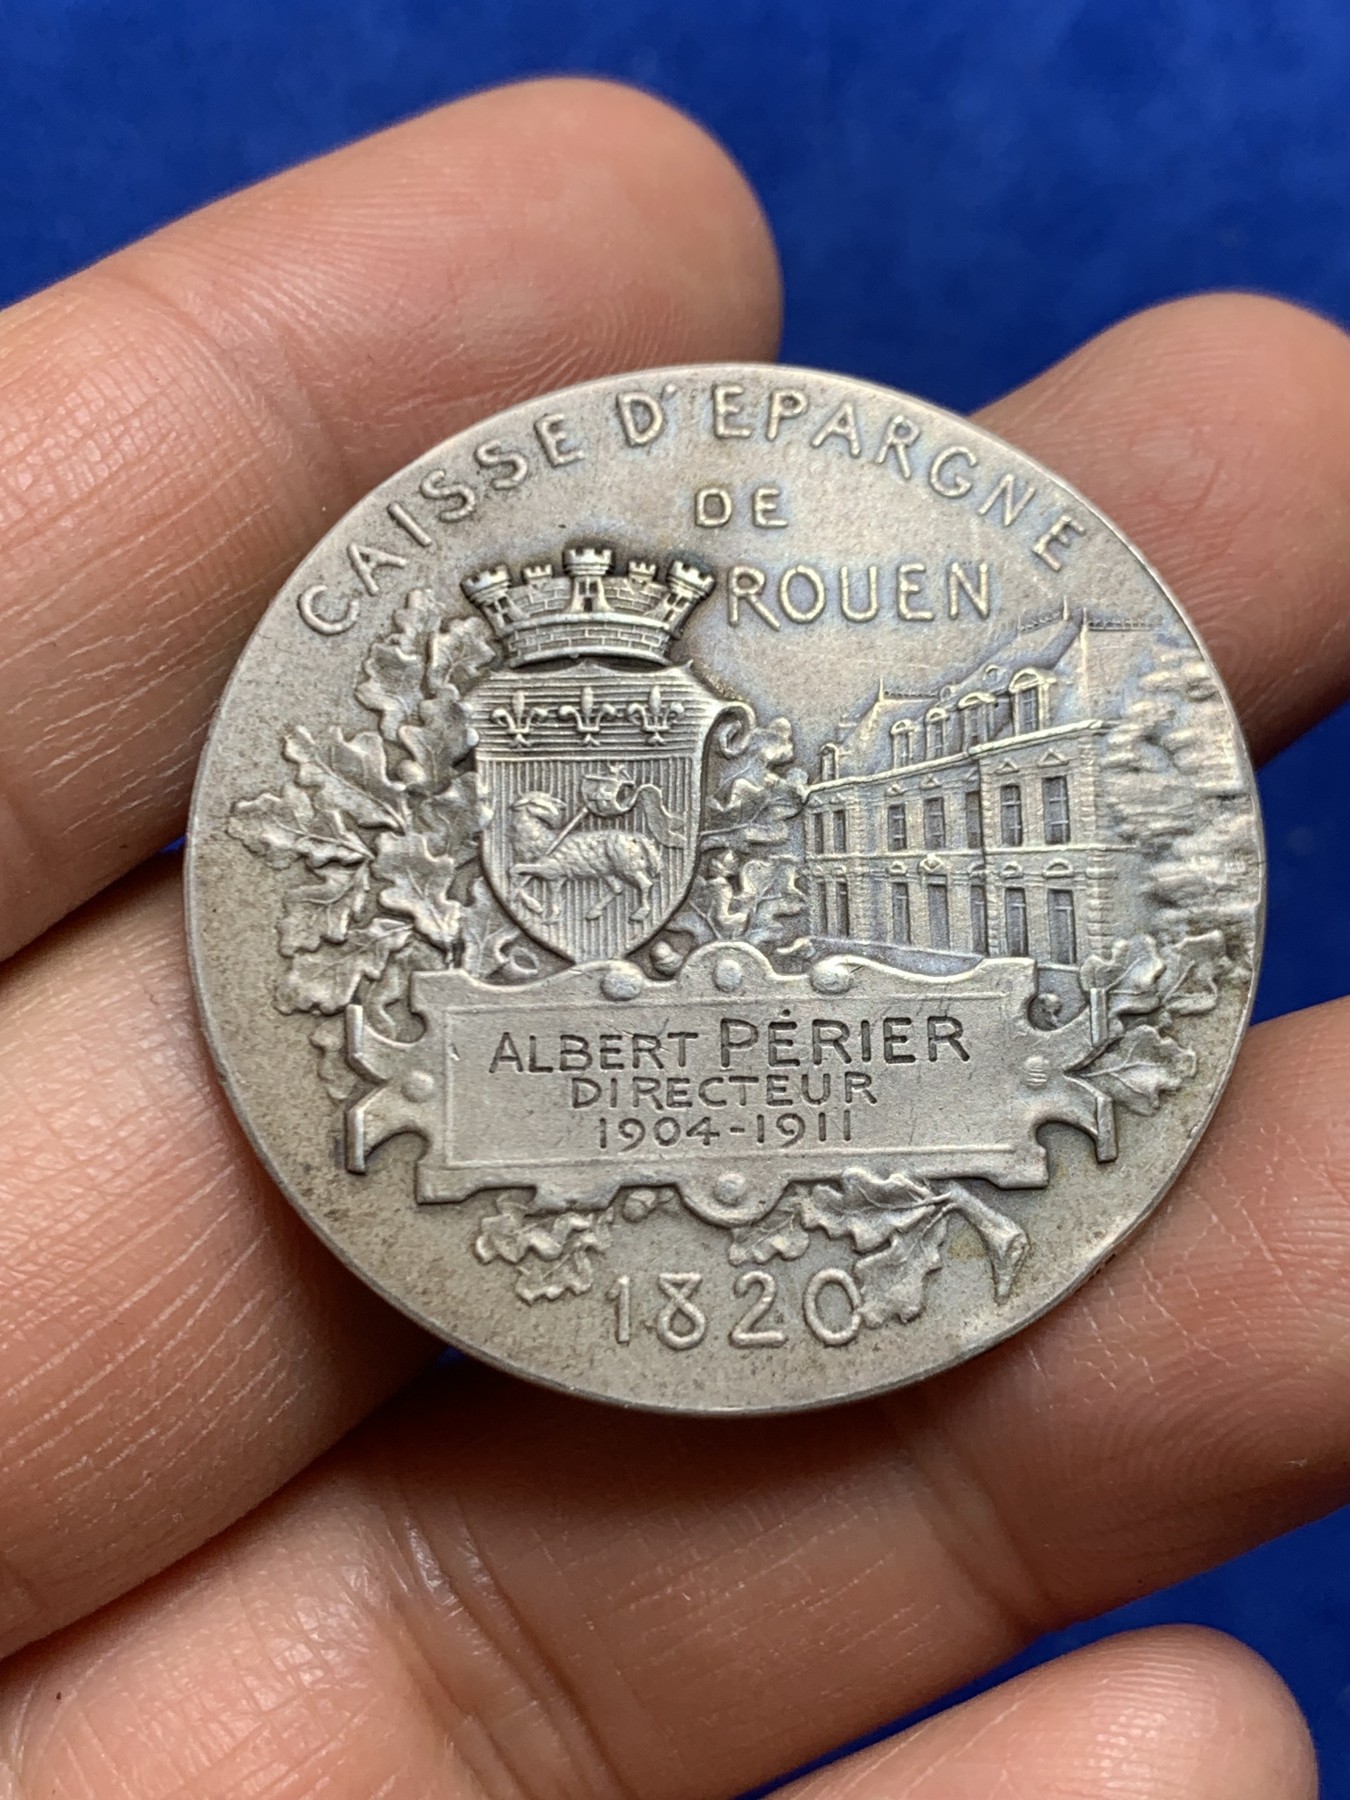 CAISSE D'EPARGNE
DE
ROUEN
ALBERT PÉRIER
DIRECTEUR
1904-1911
1820